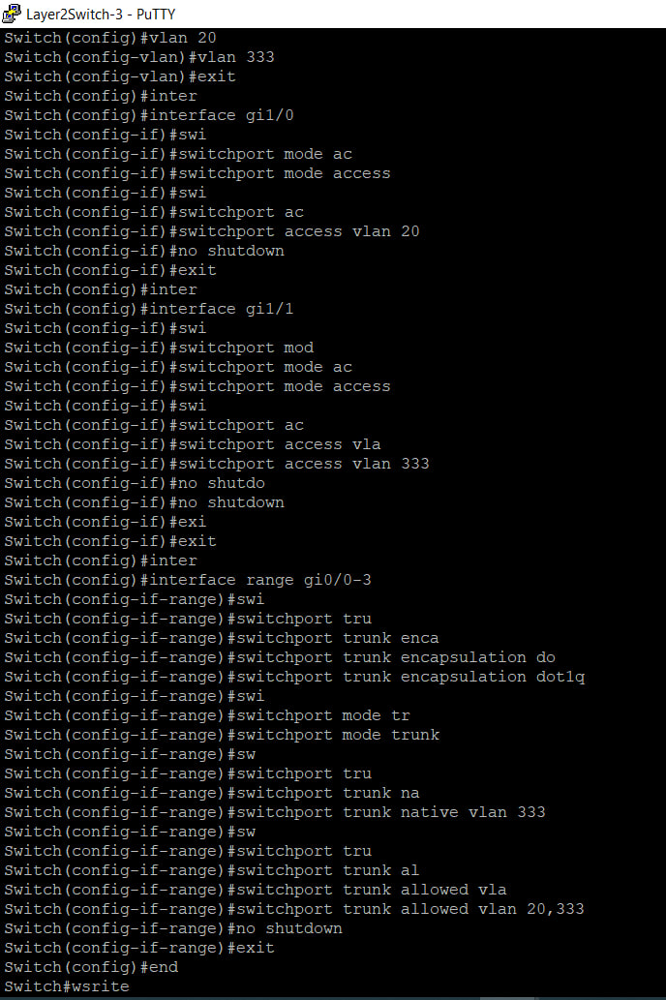 Layer2Switch-3 - PuTTY
Switch(config)#vlan 20
Switch(config-vlan)#vlan 333
Switch(config-vlan)#exit
Switch(config)#inter
Switch(config)#interface gi1/0
Switch(config-if)#swi
Switch(config-if)#switchport mode ac
Switch(config-if)#switchport mode access
Switch(config-if)#swi
Switch(config-if)#switchport ac
Switch(config-if)#switchport access vlan 20
Switch(config-if)#no shutdown
Switch(config-if)#exit
Switch(config)#inter
Switch(config)#interface gi1/1
Switch(config-if)#swi
Switch(config-if)#switchport mod
Switch(config-if)#switchport mode ac
Switch(config-if)#switchport mode access
Switch(config-if)#swi
Switch(config-if)#switchport ac
Switch(config-if)#switchport access vla
Switch(config-if)#switchport access vlan 333
Switch(config-if)#no shutdo
Switch(config-if)#no shutdown
Switch(config-if)#exi
Switch(config-if)#exit
Switch(config)#inter
Switch(config)#interface range gi0/0-3
Switch(config-if-range)#swi
Switch(config-if-range)#switchport tru
Switch(config-if-range)#switchport trunk enca
Switch(config-if-range)#switchport trunk encapsulation do
Switch(config-if-range)#switchport trunk encapsulation dot1q
Switch(config-if-range)#swi
Switch(config-if-range)#switchport mode tr
Switch(config-if-range)#switchport mode trunk
Switch(config-if-range)#sw
Switch(config-if-range)#switchport tru
Switch(config-if-range)#switchport trunk na
Switch(config-if-range)#switchport trunk native vlan 333
Switch(config-if-range)#sw
Switch(config-if-range)#switchport tru
Switch(config-if-range)#switchport trunk al
Switch(config-if-range)#switchport trunk allowed vla
Switch(config-if-range)#switchport trunk allowed vlan 20,333
Switch(config-if-range)#no shutdown
Switch(config-if-range)#exit
Switch(config)#end
Switch#wsrite